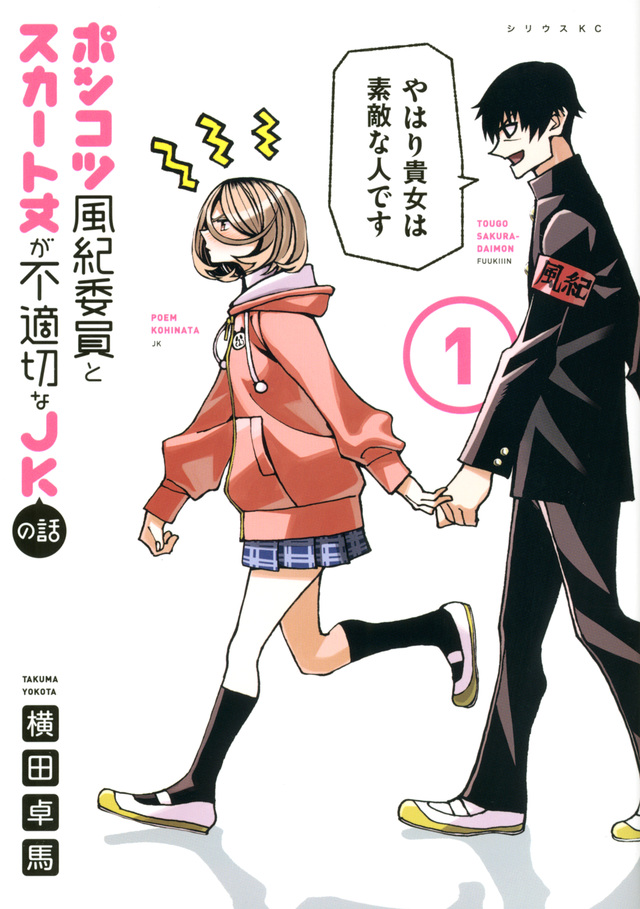 シリウスKC
ポンコツ風紀委員と
スカート丈が不適切なJKの話
やはり貴女は
素敵な人です
TOUGO
SAKURA-
DAIMON
FUUKIIIN
風紀
POEM
KOHINATA
JK
1
TAKUMA
YOKOTA
横田卓馬